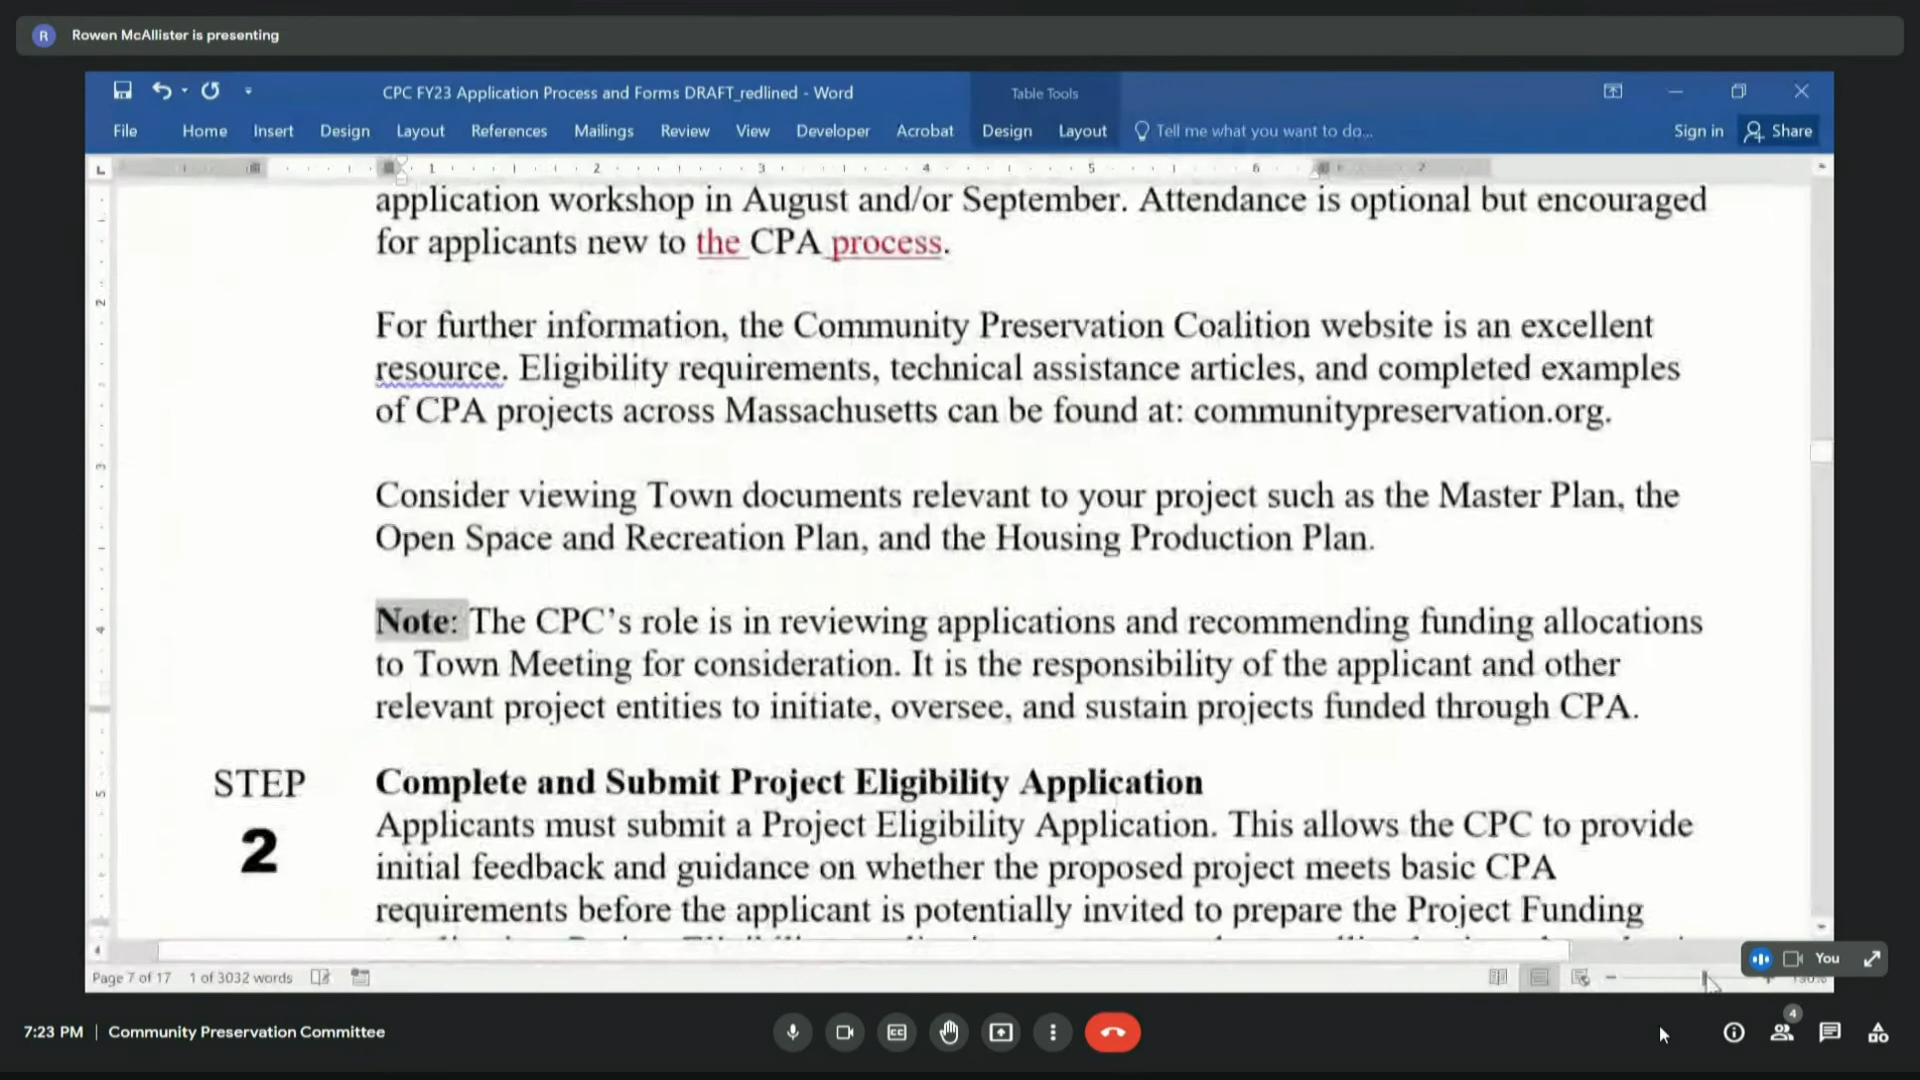 R Rowen McAllister is presenting
CPC FY23 Application Process and Forms DRAFT_redlined - Word
Table Tools
File Home Insert Design Layout References Mailings Review View Developer Acrobat Design Layout Tell me what you want to do... Sign in Share
1 2 3 4 5 6 7
application workshop in August and/or September. Attendance is optional but encouraged
for applicants new to the CPA process.
For further information, the Community Preservation Coalition website is an excellent
resource. Eligibility requirements, technical assistance articles, and completed examples
of CPA projects across Massachusetts can be found at: communitypreservation.org.
Consider viewing Town documents relevant to your project such as the Master Plan, the
Open Space and Recreation Plan, and the Housing Production Plan.
Note: The CPC’s role is in reviewing applications and recommending funding allocations
to Town Meeting for consideration. It is the responsibility of the applicant and other
relevant project entities to initiate, oversee, and sustain projects funded through CPA.
STEP
2
Complete and Submit Project Eligibility Application
Applicants must submit a Project Eligibility Application. This allows the CPC to provide
initial feedback and guidance on whether the proposed project meets basic CPA
requirements before the applicant is potentially invited to prepare the Project Funding
You
Page 7 of 17 1 of 3032 words
7:23 PM | Community Preservation Committee
CC
4